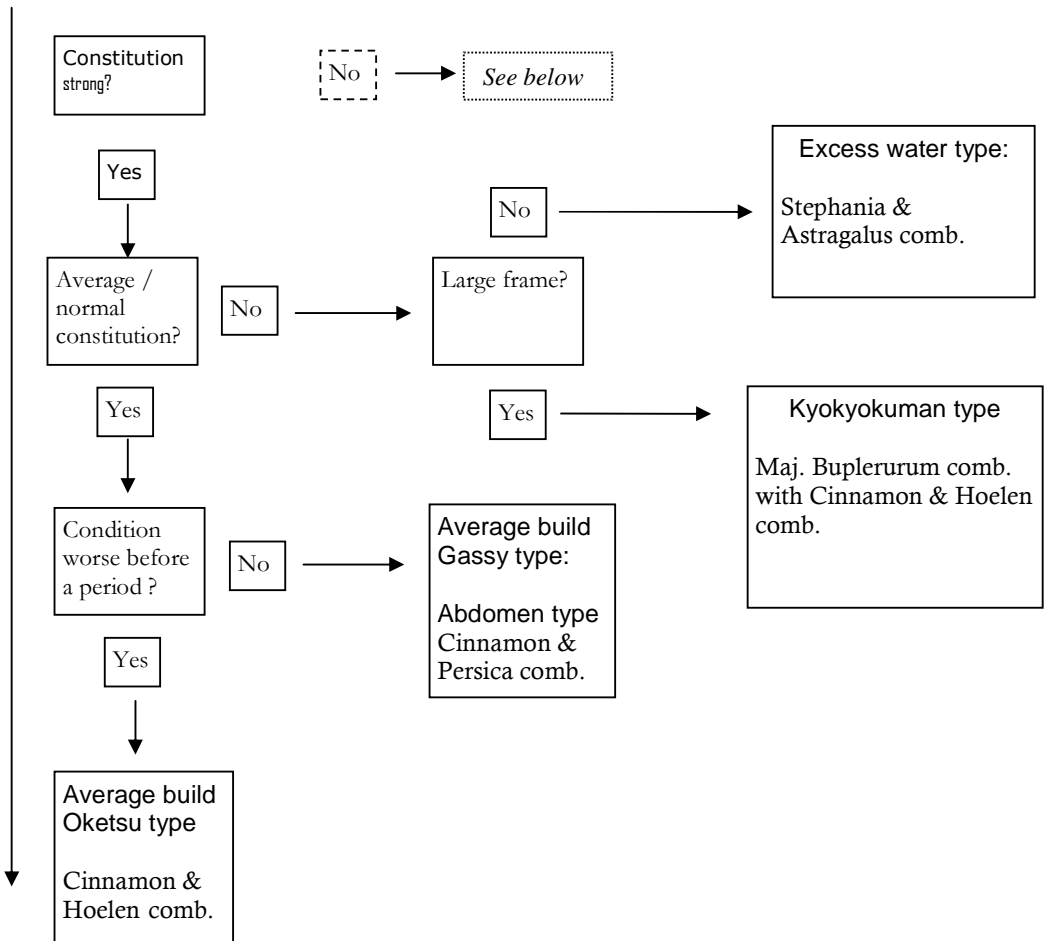 Constitution
strong?
No
See below
Yes
Excess water type:
Stephania &
Astragalus comb.
No
Average /
normal
constitution?
No
Large frame?
Yes
Yes
Kyokyokuman type
Maj. Buplerurum comb.
with Cinnamon & Hoelen
comb.
Condition
worse before
a period ?
No
Average build
Gassy type:
Abdomen type
Cinnamon &
Persica comb.
Yes
Average build
Oketsu type
Cinnamon &
Hoelen comb.